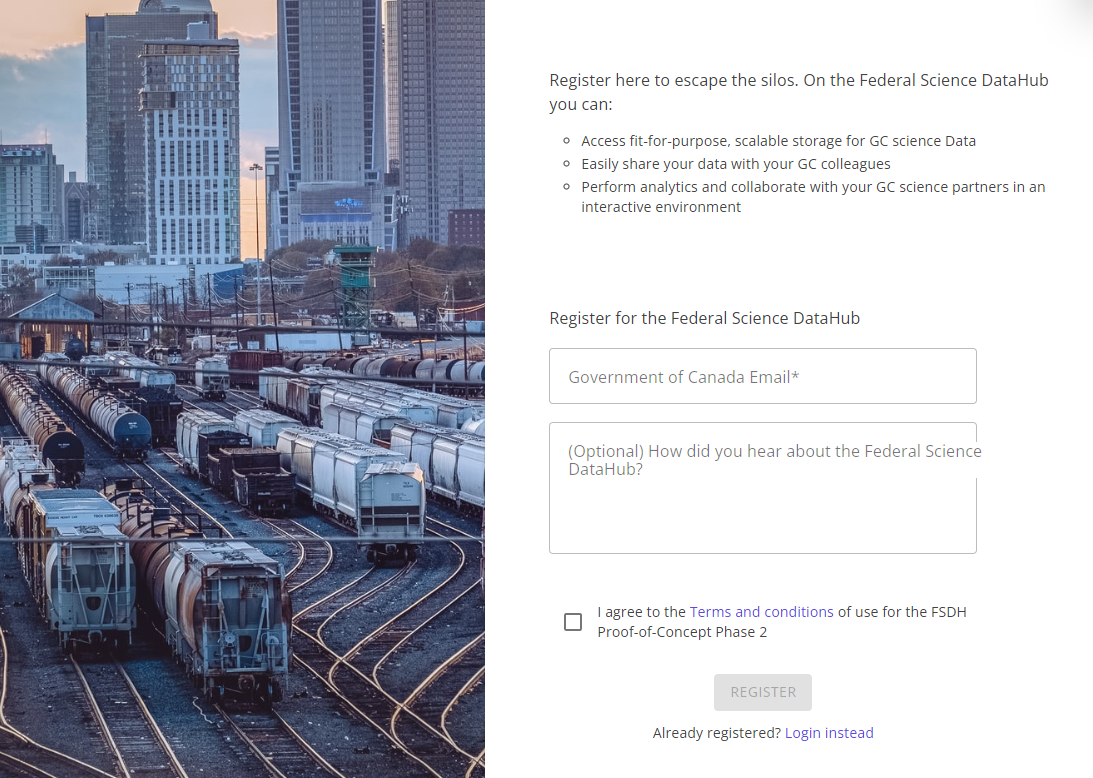 Register here to escape the silos. On the Federal Science DataHub
you can:
Access fit-for-purpose, scalable storage for GC science Data
Easily share your data with your GC colleagues
Perform analytics and collaborate with your GC science partners in an
interactive environment
Register for the Federal Science DataHub
Government of Canada Email*
(Optional) How did you hear about the Federal Science
DataHub?
I agree to the Terms and conditions of use for the FSDH
Proof-of-Concept Phase 2
REGISTER
Already registered? Login instead